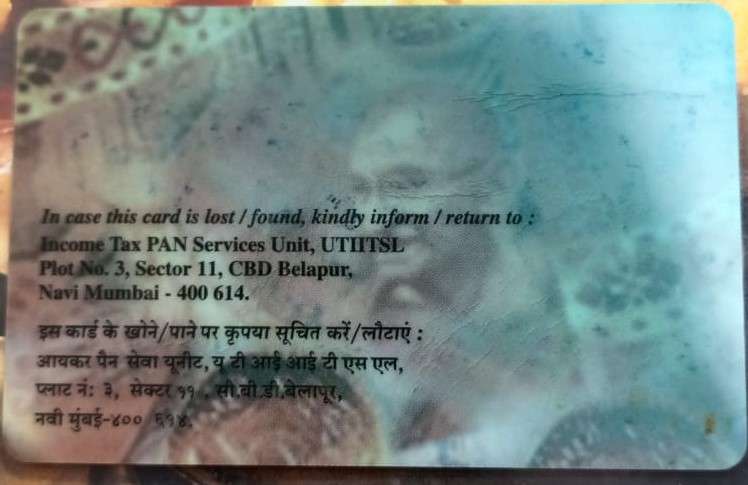 In case this card is lost / found, kindly inform / return to :
Income Tax PAN Services Unit, UTIITSL
Plot No. 3, Sector 11, CBD Belapur,
Navi Mumbai - 400 614.
इस कार्ड के खोने/पाने पर कृपया सूचित करें/लौटाएं :
आयकर पैन सेवा यूनीट, यू टी आई आई टी एस एल,
प्लाट नं: ३, सेक्टर ११ , सी.बी.डी.बेलापूर,
नवी मुंबई-४०० ६१४.